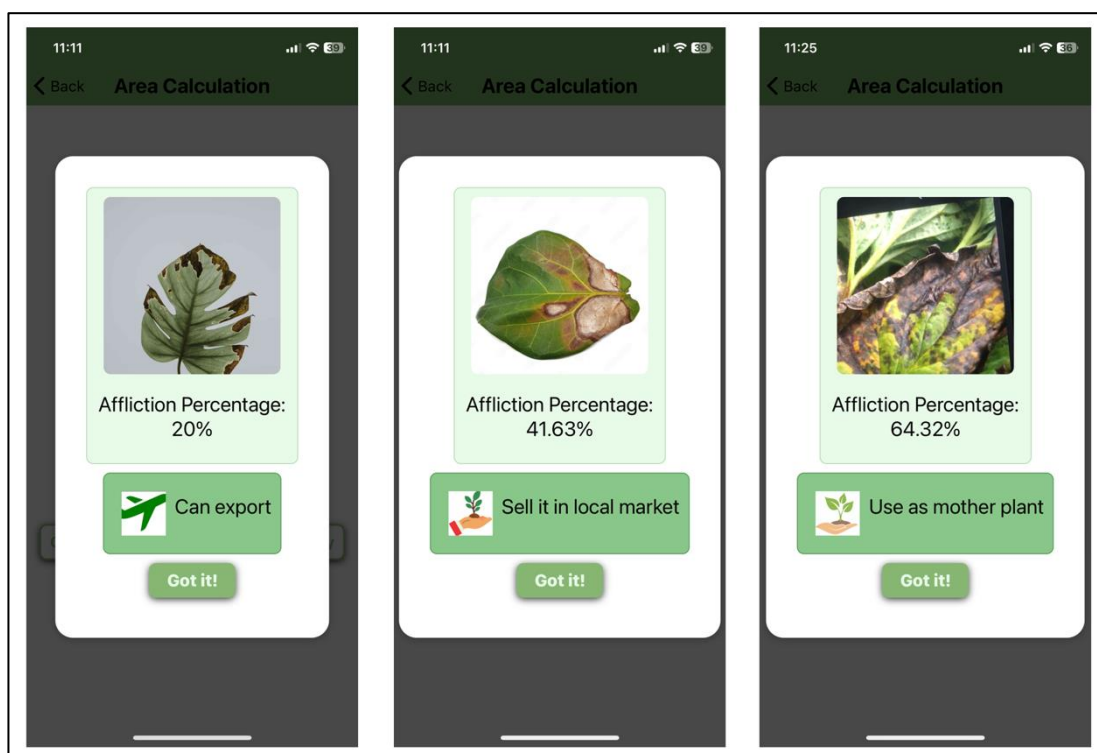 11:11
39
Back
Area Calculation
Affliction Percentage:
20%
Can export
Got it!
11:11
39
Back
Area Calculation
Affliction Percentage:
41.63%
Sell it in local market
Got it!
11:25
36
Back
Area Calculation
Affliction Percentage:
64.32%
Use as mother plant
Got it!